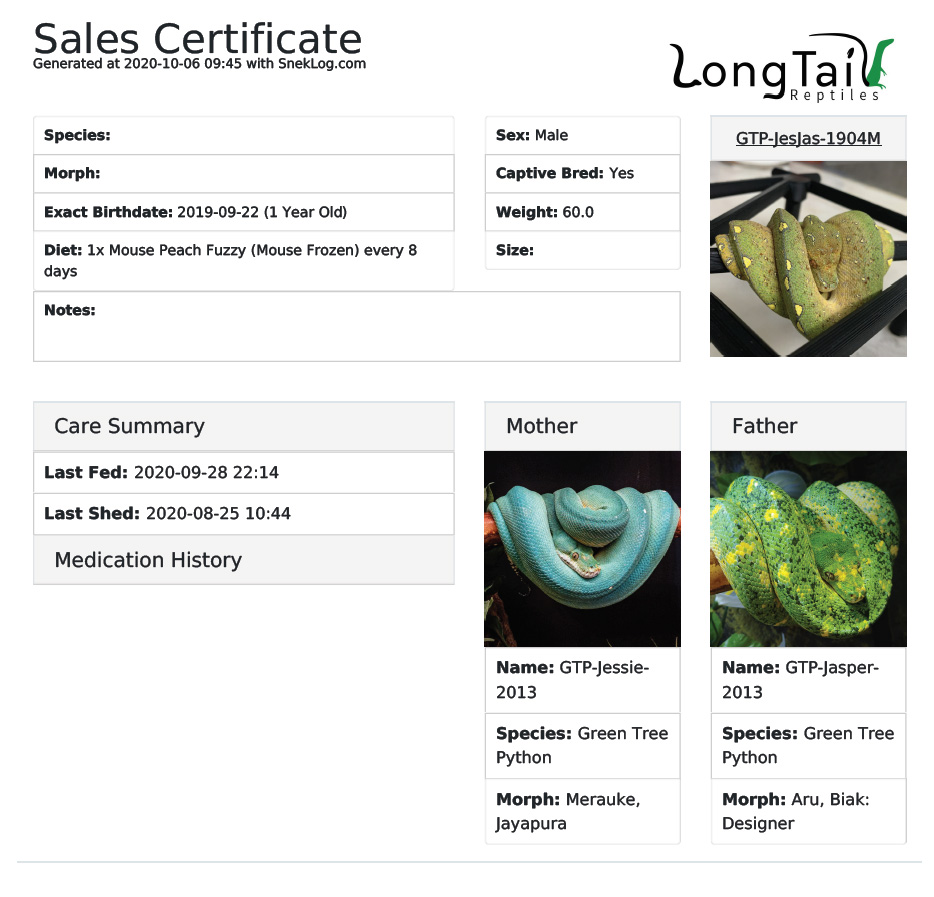 Sales Certificate
Generated at 2020-10-06 09:45 with SnekLog.com
LongTail
Reptiles
Species:
Morph:
Exact Birthdate: 2019-09-22 (1 Year Old)
Diet: 1x Mouse Peach Fuzzy (Mouse Frozen) every 8
days
Sex: Male
Captive Bred: Yes
Weight: 60.0
Size:
GTP-JesJas-1904M
Notes:
Care Summary
Last Fed: 2020-09-28 22:14
Last Shed: 2020-08-25 10:44
Medication History
Mother
Name: GTP-Jessie-
2013
Species: Green Tree
Python
Morph: Merauke,
Jayapura
Father
Name: GTP-Jasper-
2013
Species: Green Tree
Python
Morph: Aru, Biak:
Designer